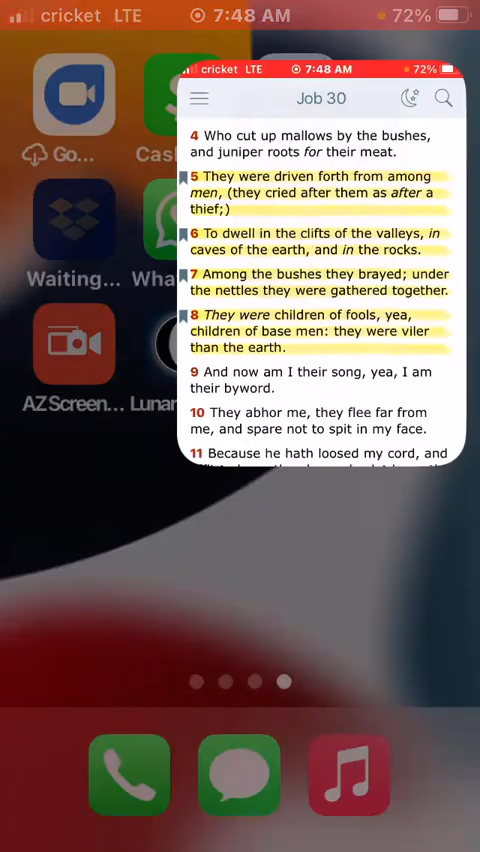 cricket LTE 7:48 AM 72%
cricket LTE 7:48 AM 72%
Job 30
4 Who cut up mallows by the bushes,
and juniper roots for their meat.
5 They were driven forth from among
men, (they cried after them as after a
thief;)
6 To dwell in the clifts of the valleys, in
caves of the earth, and in the rocks.
7 Among the bushes they brayed; under
the nettles they were gathered together.
8 They were children of fools, yea,
children of base men: they were viler
than the earth.
9 And now am I their song, yea, I am
their byword.
10 They abhor me, they flee far from
me, and spare not to spit in my face.
11 Because he hath loosed my cord, and
Go...
Cas
Waiting...
Wha
AZScreen...
Lunar